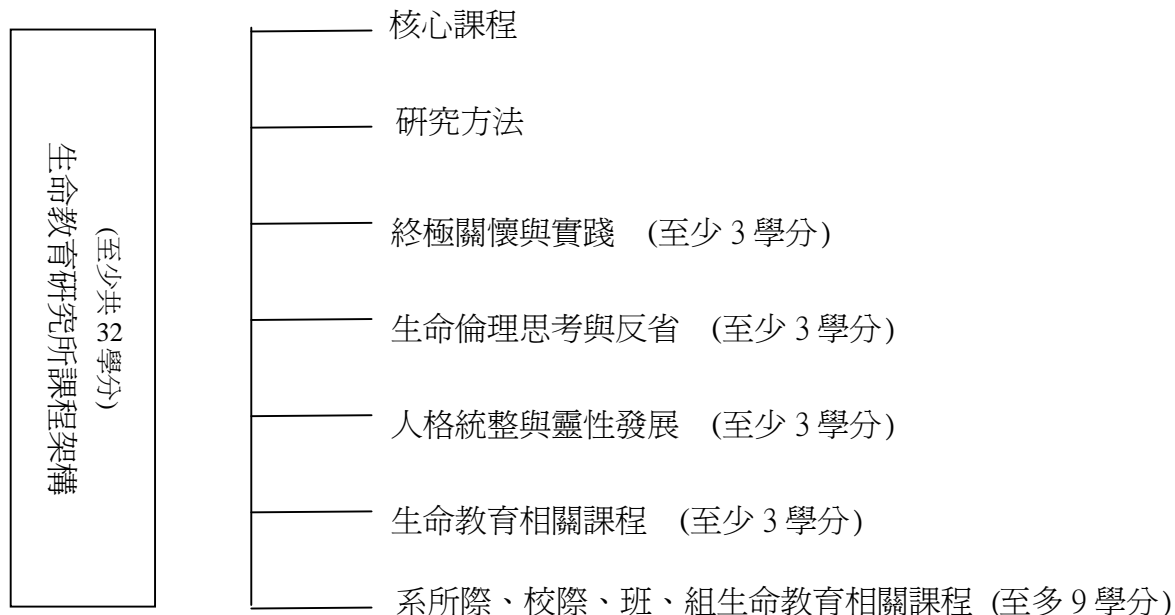 生命教育研究所課程架構
(至少共 32 學分)
核心課程
研究方法
終極關懷與實踐 (至少 3 學分)
生命倫理思考與反省 (至少 3 學分)
人格統整與靈性發展 (至少 3 學分)
生命教育相關課程 (至少 3 學分)
系所際、校際、班、組生命教育相關課程 (至多 9 學分)